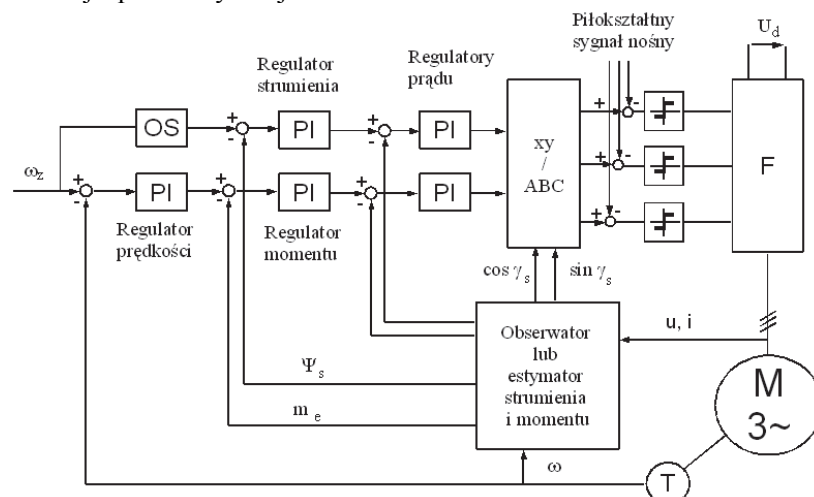 Piłokształtny
sygnał nośny
U_d
Regulator
strumienia
Regulatory
prądu
OS
PI
PI
xy
/
ABC
F
ω_z
PI
PI
PI
Regulator
prędkości
Regulator
momentu
cos γ_s
sin γ_s
Obserwator
lub
estymator
strumienia
i momentu
u, i
Ψ_s
m_e
M
3~
ω
T